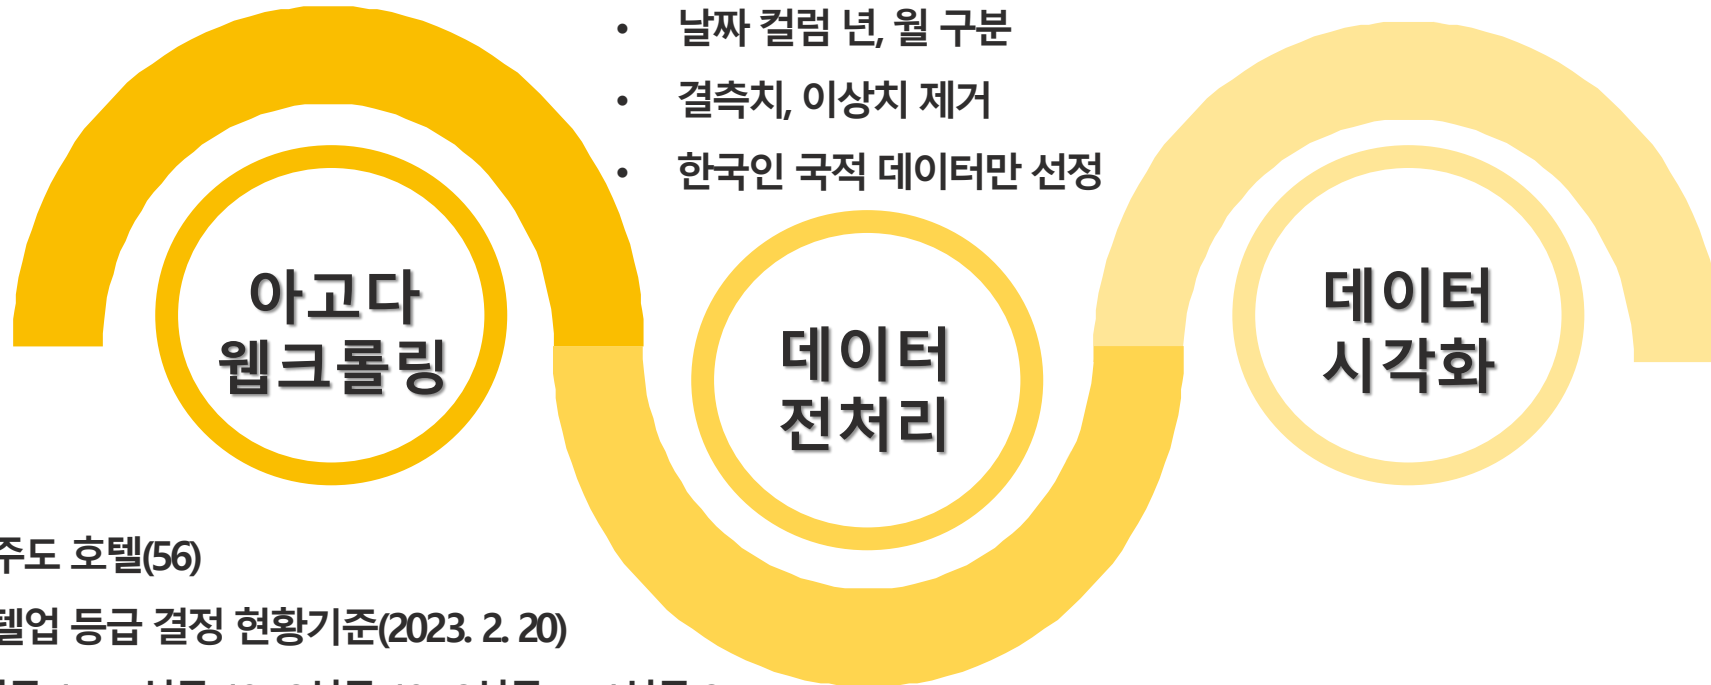 • 날짜 컬럼 년, 월 구분
• 결측치, 이상치 제거
• 한국인 국적 데이터만 선정
아고다
웹크롤링
데이터
전처리
데이터
시각화
주도 호텔(56)
텔업 등급 결정 현황기준(2023. 2. 20)